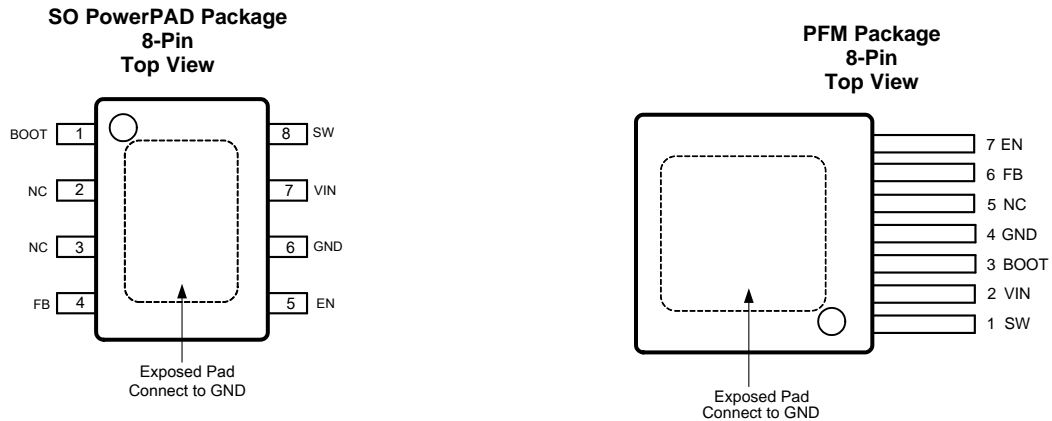 SO PowerPAD Package
8-Pin
Top View
BOOT 1
8 SW
NC 2
7 VIN
NC 3
6 GND
FB 4
5 EN
Exposed Pad
Connect to GND
PFM Package
8-Pin
Top View
7 EN
6 FB
5 NC
4 GND
3 BOOT
2 VIN
1 SW
Exposed Pad
Connect to GND